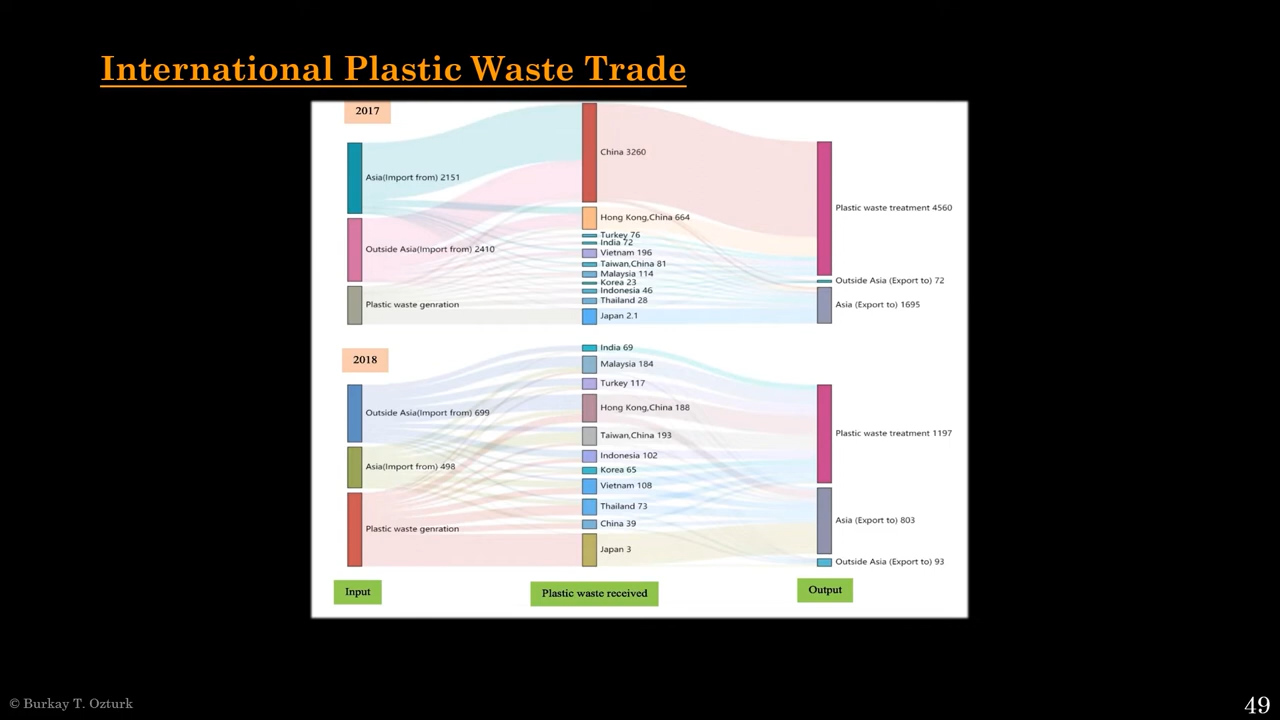 International Plastic Waste Trade
2017
China 3260
Asia(Import from) 2151
Plastic waste treatment 4560
Hong Kong,China 664
Turkey 76
India 72
Outside Asia(Import from) 2410
Vietnam 196
Taiwan,China 81
Malaysia 114
Outside Asia (Export to) 72
Korea 23
Indonesia 46
Thailand 28
Plastic waste genration
Asia (Export to) 1695
Japan 2.1
2018
India 69
Malaysia 184
Turkey 117
Hong Kong,China 188
Outside Asia(Import from) 699
Plastic waste treatment 1197
Taiwan,China 193
Indonesia 102
Asia(Import from) 498
Korea 65
Vietnam 108
Thailand 73
Asia (Export to) 803
China 39
Plastic waste genration
Japan 3
Outside Asia (Export to) 93
Input
Plastic waste received
Output
© Burkay T. Ozturk
49